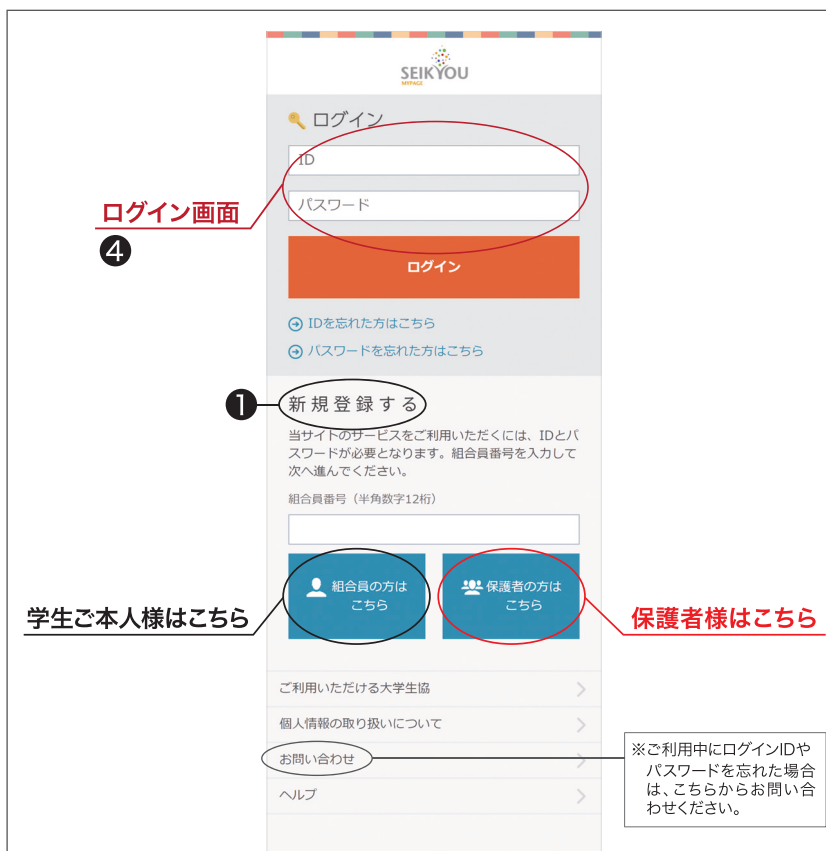 SEIKYOU
MYPAGE
ログイン
ID
パスワード
ログイン画面
❹
ログイン
IDを忘れた方はこちら
パスワードを忘れた方はこちら
❶
新規登録する
当サイトのサービスをご利用いただくには、IDとパ
スワードが必要となります。組合員番号を入力して
次へ進んでください。
組合員番号（半角数字12桁）
組合員の方は
こちら
保護者の方は
こちら
学生ご本人様はこちら
保護者様はこちら
ご利用いただける大学生協
個人情報の取り扱いについて
お問い合わせ
ヘルプ
※ご利用中にログインIDや
パスワードを忘れた場合
は、こちらからお問い合
わせください。